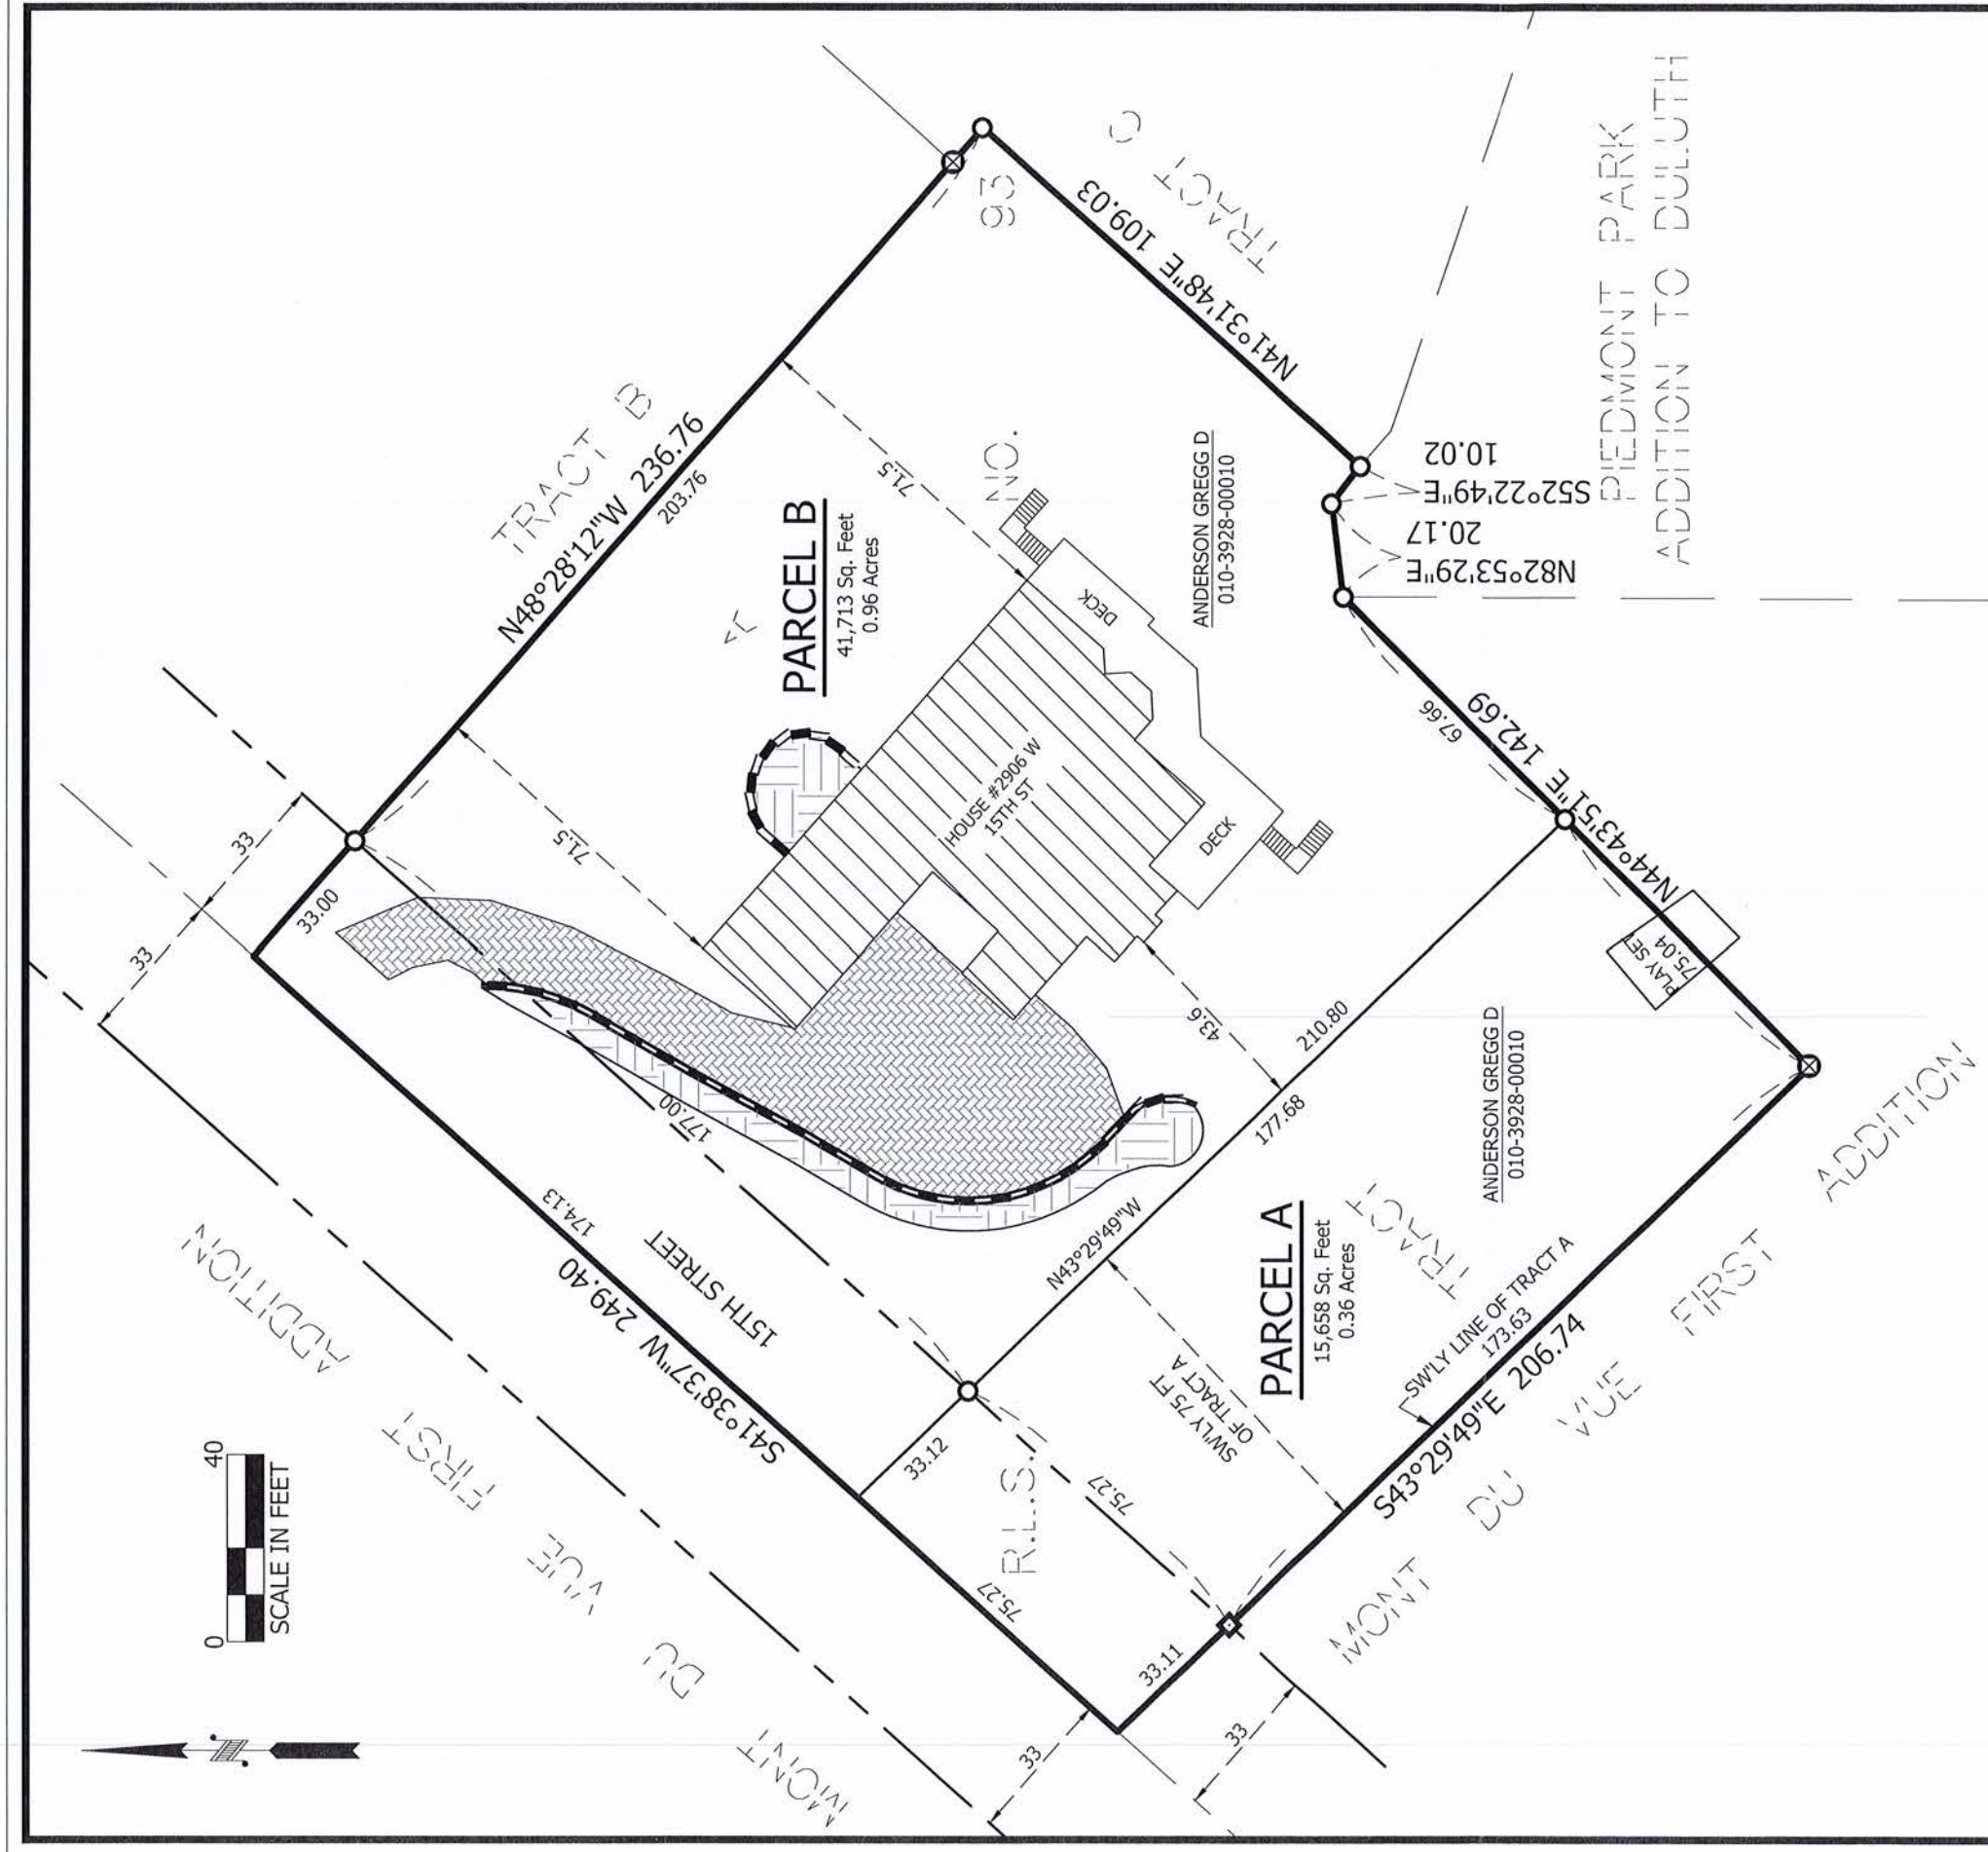 MONT DU VUE FIRST ADDITION
0 40
SCALE IN FEET
33
33
33.00
TRACT B
N48°28'12"W 236.76
203.76
71.5
71.5
93
TRACT C
N41°31'48"E 109.03
PARCEL B
41,713 Sq. Feet
0.96 Acres
A
NO.
ANDERSON GREGG D
010-3928-00010
DECK
HOUSE #2906 W
15TH ST
DECK
S52°22'49"E
10.02
N82°53'29"E
20.17
PIEDMONT PARK
ADDITION TO DULUTH
N44°43'51"E 142.69
67.66
PLAY SE
75.04
43.6
210.80
177.68
N43°29'49"W
33.12
177.00
174.13
S41°38'37"W 249.40
15TH STREET
PARCEL A
15,658 Sq. Feet
0.36 Acres
ANDERSON GREGG D
010-3928-00010
TRACT
SW'LY 75 FT
OF TRACT A
SW'LY LINE OF TRACT A
173.63
S43°29'49"E 206.74
R.L.S.
75.27
75.27
33.11
33
33
MONT DU VUE FIRST ADDITION